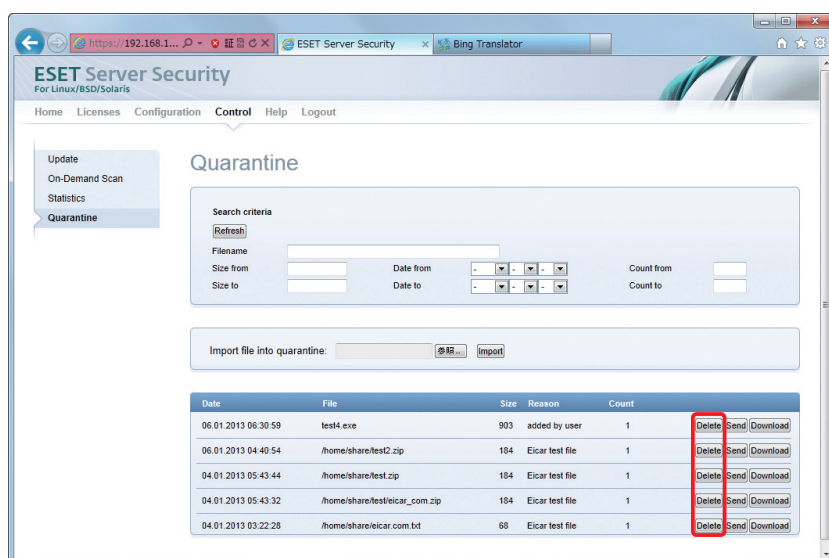 https://192.168.1... 証 ESET Server Security × Bing Translator
ESET Server Security
For Linux/BSD/Solaris
Home Licenses Configuration Control Help Logout
Update
On-Demand Scan
Statistics
Quarantine
Quarantine
Search criteria
Refresh
Filename
Size from - - - Date from Count from
Size to - - - Date to Count to
Import file into quarantine: 参照... Import
Date File Size Reason Count
06.01.2013 06:30:59 test4.exe 903 added by user 1 Delete Send Download
06.01.2013 04:40:54 /home/share/test2.zip 184 Eicar test file 1 Delete Send Download
04.01.2013 05:43:44 /home/share/test.zip 184 Eicar test file 1 Delete Send Download
04.01.2013 05:43:32 /home/share/test/eicar_com.zip 184 Eicar test file 1 Delete Send Download
04.01.2013 03:22:28 /home/share/eicar.com.txt 68 Eicar test file 1 Delete Send Download